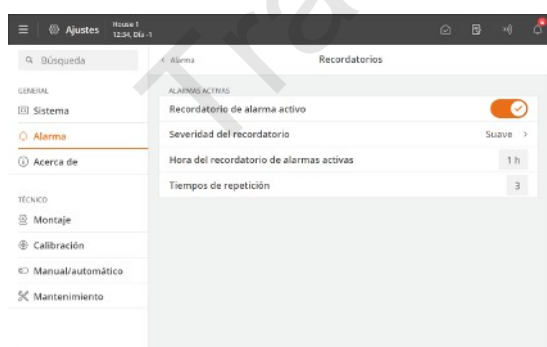 Ajustes
House 1
12:34, Día -1
Búsqueda
< Alarma
Recordatorios
GENERAL
Sistema
Alarma
Acerca de
TÉCNICO
Montaje
Calibración
Manual/automático
Mantenimiento
ALARMAS ACTIVAS
Recordatorio de alarma activo
Severidad del recordatorio
Suave >
Hora del recordatorio de alarmas activas
1 h
Tiempos de repetición
3